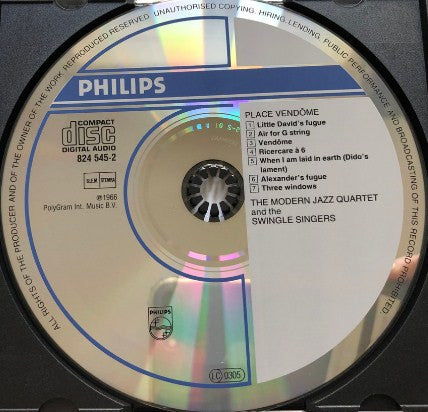 ALL RIGHTS OF THE PRODUCER AND OF THE OWNER OF THE WORK REPRODUCED RESERVED UNAUTHORISED COPYING, HIRING, LENDING, PUBLIC PERFORMANCE AND BROADCASTING OF THIS RECORD PROHIBITED
PHILIPS
COMPACT
disc
DIGITAL AUDIO
824 545-2
STEMRA
℗1966
PolyGram Int. Music B.V.
PLACE VENDÔME
1 Little David's fugue
2 Air for G string
3 Vendôme
4 Ricercare à 6
5 When I am laid in earth (Dido's
lament)
6 Alexander's fugue
7 Three windows
THE MODERN JAZZ QUARTET
and the
SWINGLE SINGERS
PHILIPS
LC 0305